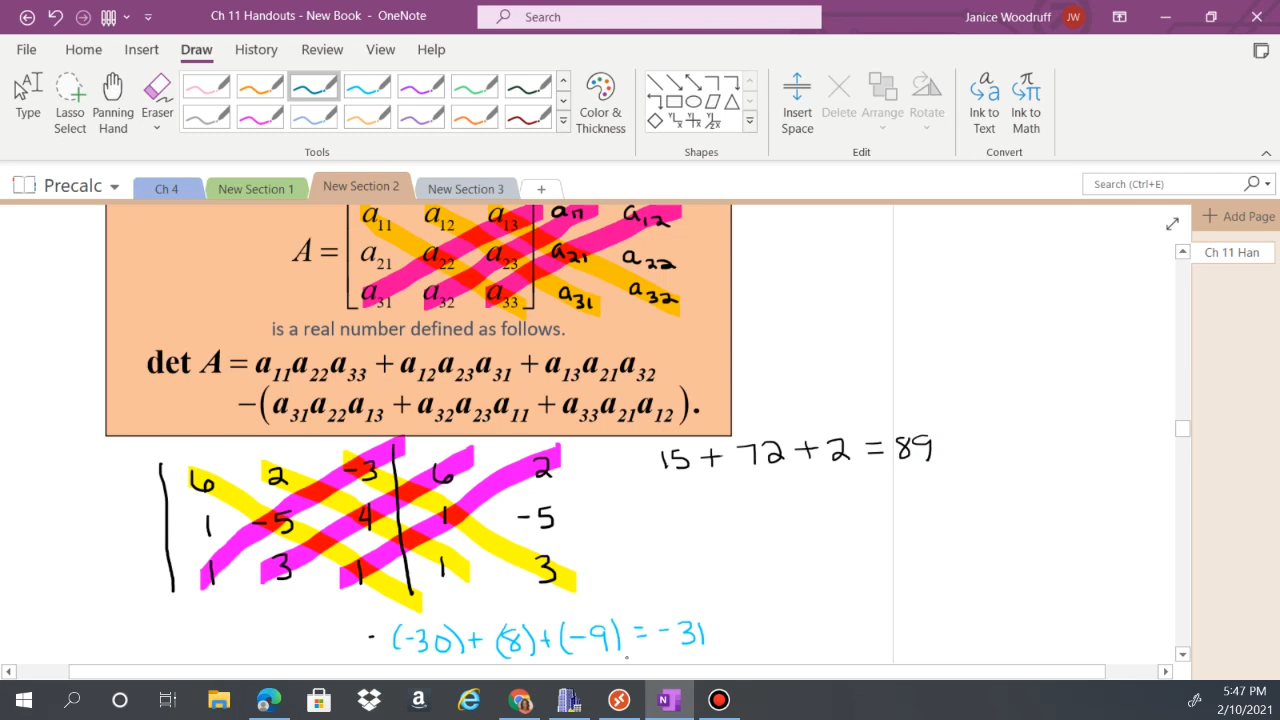 Ch 11 Handouts - New Book - OneNote
Search
Janice Woodruff
JW
File Home Insert Draw History Review View Help
Type
Lasso Select
Panning Hand
Eraser
Color & Thickness
Insert Space
Delete
Arrange
Rotate
a
Ink to Text
π
Ink to Math
Tools
Shapes
Edit
Convert
Precalc
Ch 4
New Section 1
New Section 2
New Section 3
+
Search (Ctrl+E)
+ Add Page
Ch 11 Han
a11 a12 a13 a11 a12
A = a21 a22 a23 a21 a22
a31 a32 a33 a31 a32
is a real number defined as follows.
det A = a11a22a33 + a12a23a31 + a13a21a32
−(a31a22a13 + a32a23a11 + a33a21a12).
15 + 72 + 2 = 89
6 2 -3 6 2
1 -5 4 1 -5
1 3 1 1 3
- (-30) + (8) + (-9) = -31
5:47 PM
2/10/2021